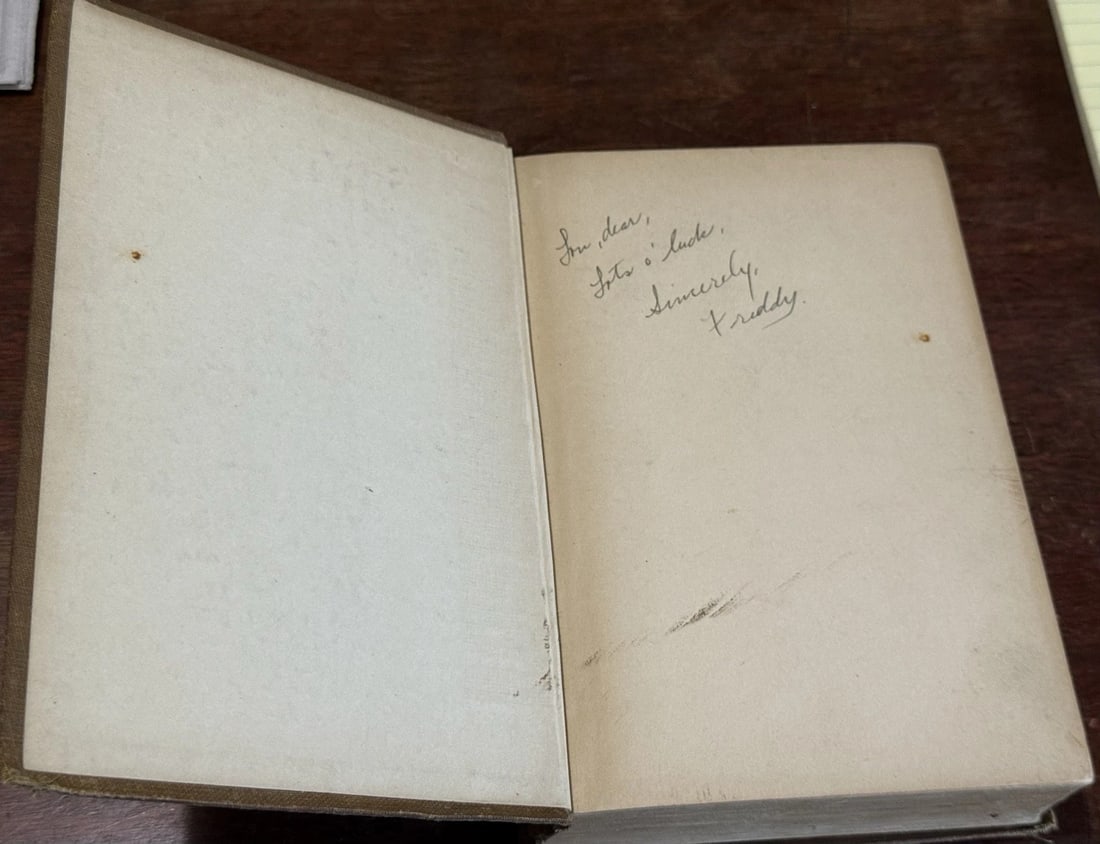 Lou, dear,
Lots o' luck,
Sincerely,
Freddy.